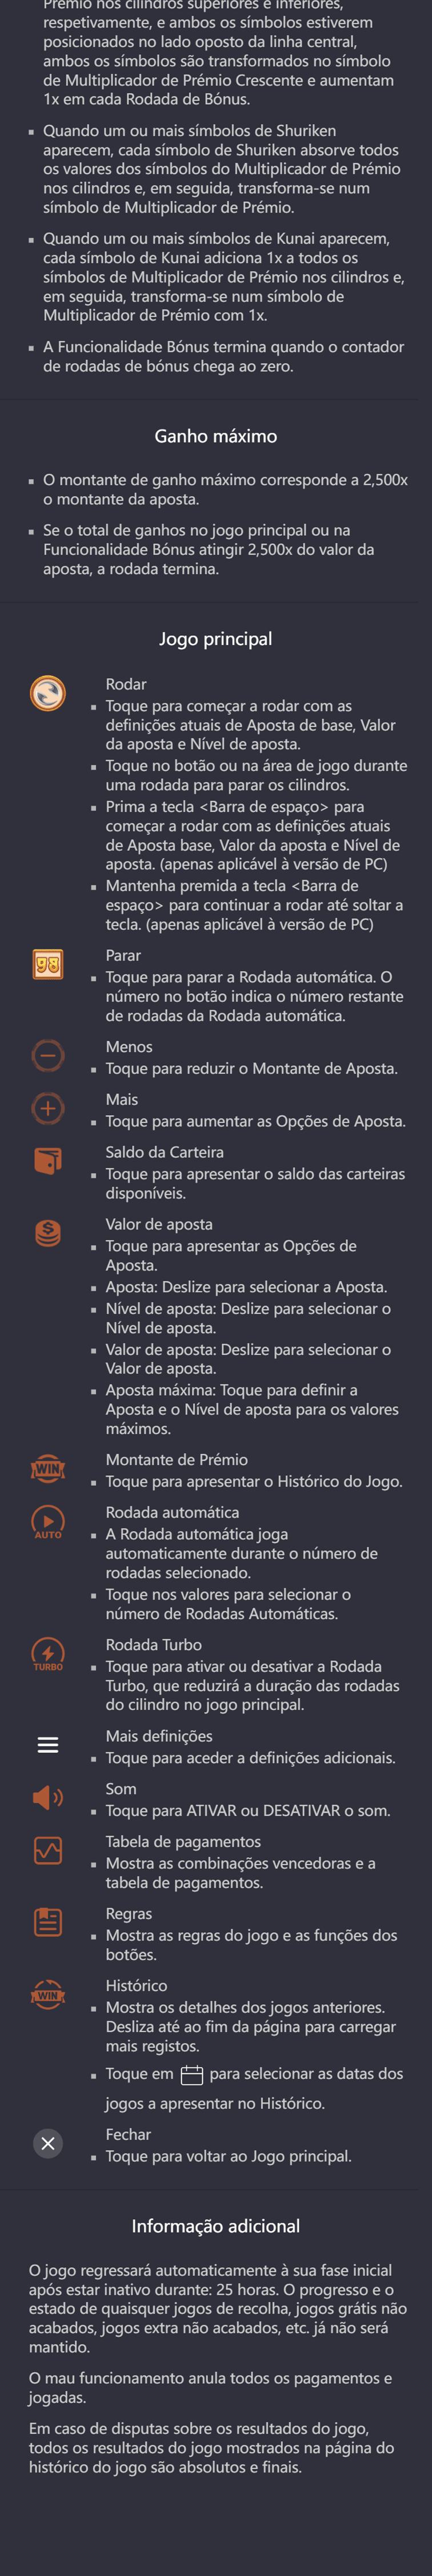 Prémio nos cilindros superiores e inferiores,
respetivamente, e ambos os símbolos estiverem
posicionados no lado oposto da linha central,
ambos os símbolos são transformados no símbolo
de Multiplicador de Prémio Crescente e aumentam
1x em cada Rodada de Bónus.
Quando um ou mais símbolos de Shuriken
aparecem, cada símbolo de Shuriken absorve todos
os valores dos símbolos do Multiplicador de Prémio
nos cilindros e, em seguida, transforma-se num
símbolo de Multiplicador de Prémio.
Quando um ou mais símbolos de Kunai aparecem,
cada símbolo de Kunai adiciona 1x a todos os
símbolos de Multiplicador de Prémio nos cilindros e,
em seguida, transforma-se num símbolo de
Multiplicador de Prémio com 1x.
A Funcionalidade Bónus termina quando o contador
de rodadas de bónus chega ao zero.
Ganho máximo
O montante de ganho máximo corresponde a 2,500x
o montante da aposta.
Se o total de ganhos no jogo principal ou na
Funcionalidade Bónus atingir 2,500x do valor da
aposta, a rodada termina.
Jogo principal
Rodar
Toque para começar a rodar com as
definições atuais de Aposta de base, Valor
da aposta e Nível de aposta.
Toque no botão ou na área de jogo durante
uma rodada para parar os cilindros.
Prima a tecla <Barra de espaço> para
começar a rodar com as definições atuais
de Aposta base, Valor da aposta e Nível de
aposta. (apenas aplicável à versão de PC)
Mantenha premida a tecla <Barra de
espaço> para continuar a rodar até soltar a
tecla. (apenas aplicável à versão de PC)
98
Parar
Toque para parar a Rodada automática. O
número no botão indica o número restante
de rodadas da Rodada automática.
Menos
Toque para reduzir o Montante de Aposta.
Mais
Toque para aumentar as Opções de Aposta.
Saldo da Carteira
Toque para apresentar o saldo das carteiras
disponíveis.
Valor de aposta
Toque para apresentar as Opções de
Aposta.
Aposta: Deslize para selecionar a Aposta.
Nível de aposta: Deslize para selecionar o
Nível de aposta.
Valor de aposta: Deslize para selecionar o
Valor de aposta.
Aposta máxima: Toque para definir a
Aposta e o Nível de aposta para os valores
máximos.
WIN
Montante de Prémio
Toque para apresentar o Histórico do Jogo.
AUTO
Rodada automática
A Rodada automática joga
automaticamente durante o número de
rodadas selecionado.
Toque nos valores para selecionar o
número de Rodadas Automáticas.
TURBO
Rodada Turbo
Toque para ativar ou desativar a Rodada
Turbo, que reduzirá a duração das rodadas
do cilindro no jogo principal.
Mais definições
Toque para aceder a definições adicionais.
Som
Toque para ATIVAR ou DESATIVAR o som.
Tabela de pagamentos
Mostra as combinações vencedoras e a
tabela de pagamentos.
Regras
Mostra as regras do jogo e as funções dos
botões.
WIN
Histórico
Mostra os detalhes dos jogos anteriores.
Desliza até ao fim da página para carregar
mais registos.
Toque em para selecionar as datas dos
jogos a apresentar no Histórico.
Fechar
Toque para voltar ao Jogo principal.
Informação adicional
O jogo regressará automaticamente à sua fase inicial
após estar inativo durante: 25 horas. O progresso e o
estado de quaisquer jogos de recolha, jogos grátis não
acabados, jogos extra não acabados, etc. já não será
mantido.
O mau funcionamento anula todos os pagamentos e
jogadas.
Em caso de disputas sobre os resultados do jogo,
todos os resultados do jogo mostrados na página do
histórico do jogo são absolutos e finais.